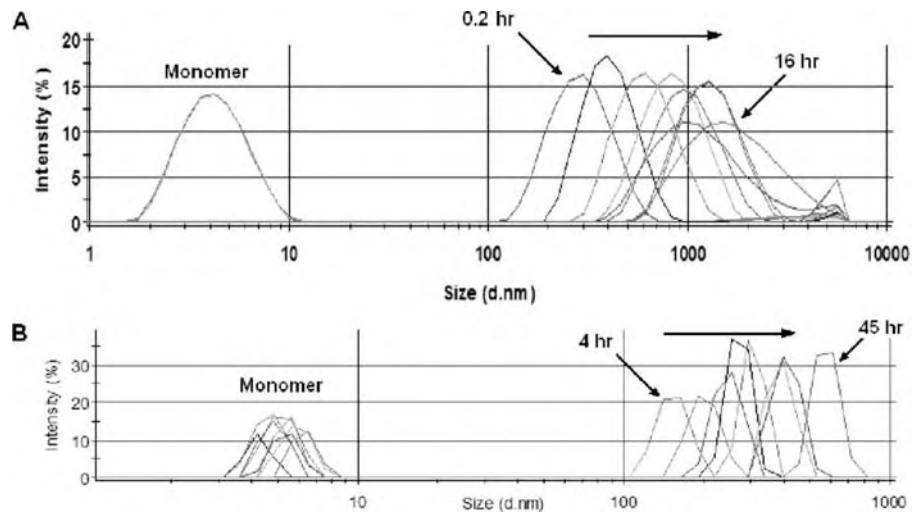 A
0.2 hr
20
Monomer
16 hr
15
10
5
0
Intensity (%)
1 10 100 1000 10000
Size (d.nm)
B
45 hr
4 hr
30
Monomer
20
10
0
Intensity (%)
10 100 1000
Size (d.nm)